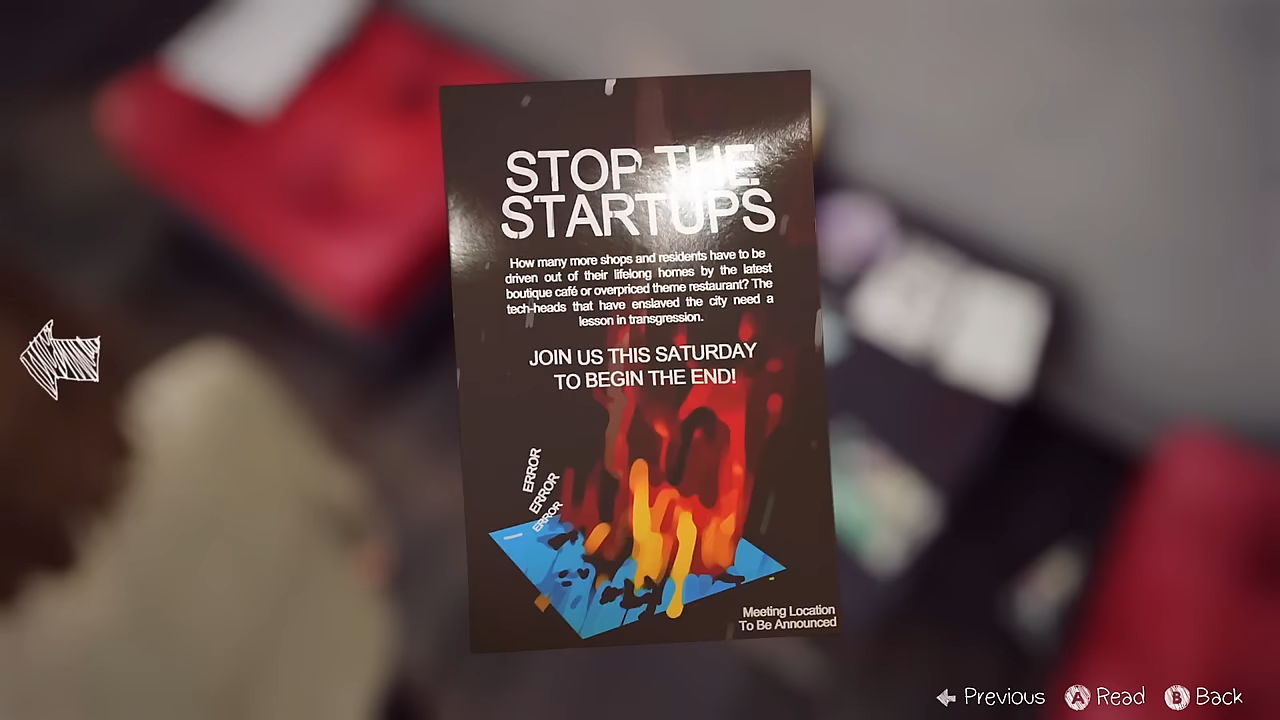 STOP THE
STARTUPS
How many more shops and residents have to be
driven out of their lifelong homes by the latest
boutique café or overpriced theme restaurant? The
tech-heads that have enslaved the city need a
lesson in transgression.
JOIN US THIS SATURDAY
TO BEGIN THE END!
ERROR
ERROR
ERROR
Meeting Location
To Be Announced
Previous A Read B Back